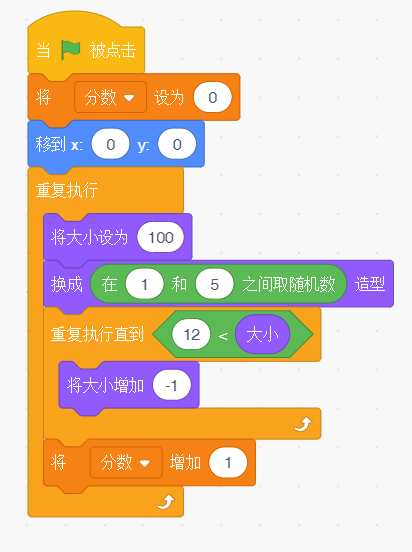 当 被点击
将 分数 设为 0
移到 x: 0 y: 0
重复执行
将大小设为 100
换成 在 1 和 5 之间取随机数 造型
重复执行直到 12 < 大小
将大小增加 -1
将 分数 增加 1